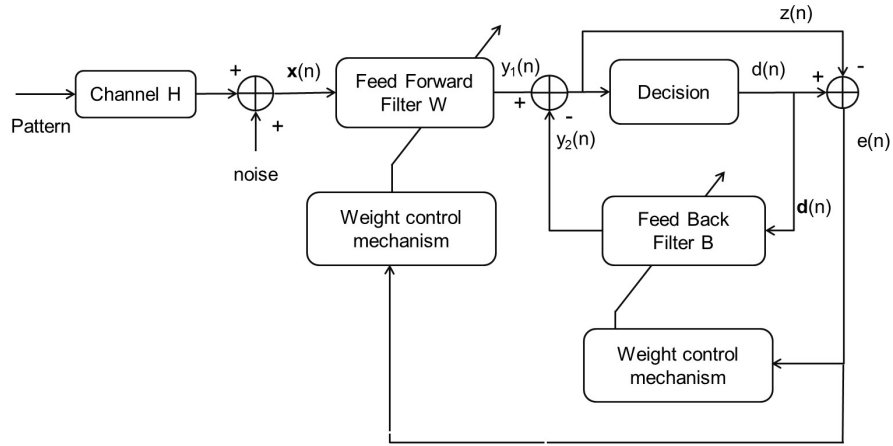 z(n)
+
x(n)
y₁(n)
-
d(n)
+
-
Channel H
Feed Forward
Filter W
+
-
Decision
Pattern
+
y₂(n)
e(n)
noise
Weight control
mechanism
Feed Back
Filter B
d(n)
Weight control
mechanism